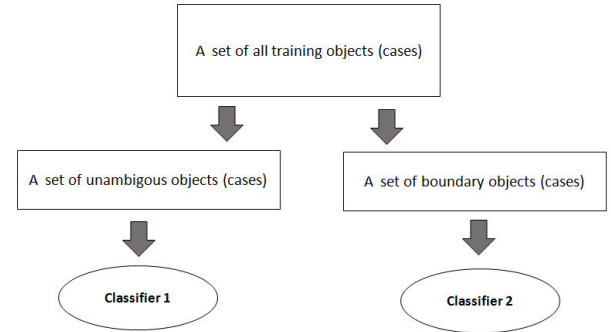 A set of all training objects (cases)
A set of unambigous objects (cases)
A set of boundary objects (cases)
Classifier 1
Classifier 2